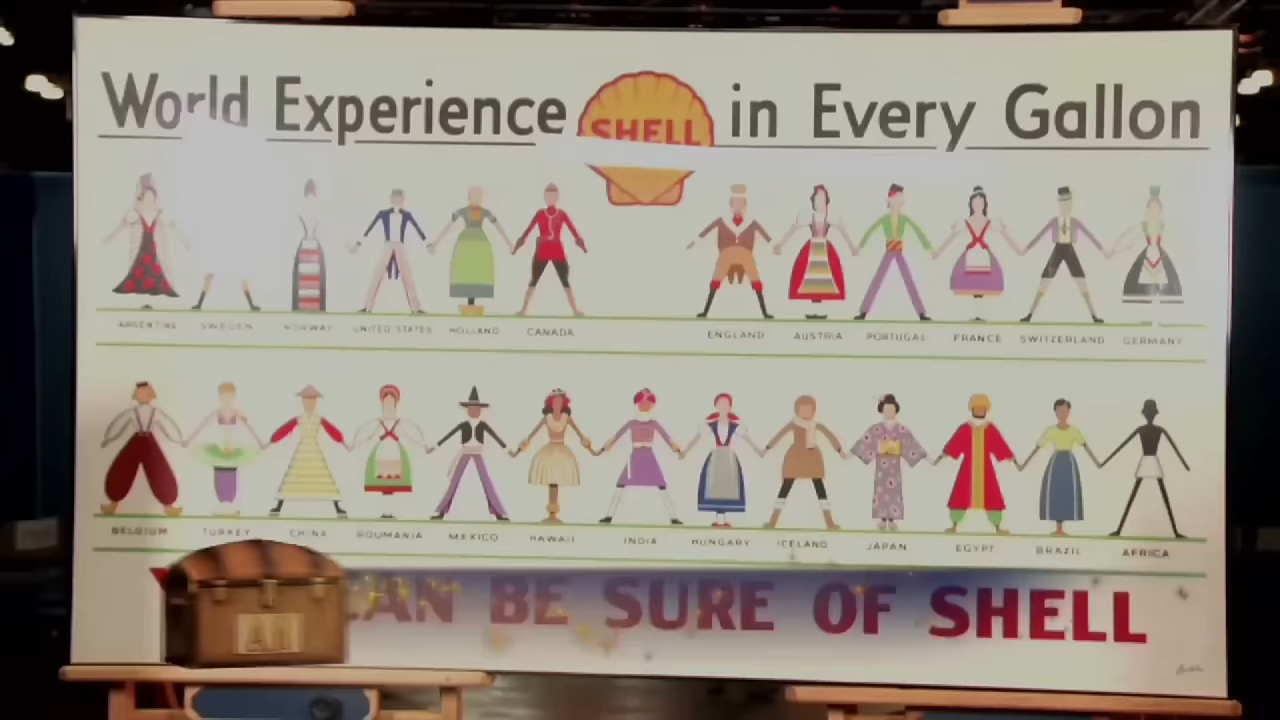 World Experience SHELL in Every Gallon
ARGENTINE SWEDEN NORWAY UNITED STATES HOLLAND CANADA ENGLAND AUSTRIA PORTUGAL FRANCE SWITZERLAND GERMANY
BELGIUM TURKEY CHINA ROUMANIA MEXICO HAWAII INDIA HUNGARY ICELAND JAPAN EGYPT BRAZIL AFRICA
CAN BE SURE OF SHELL